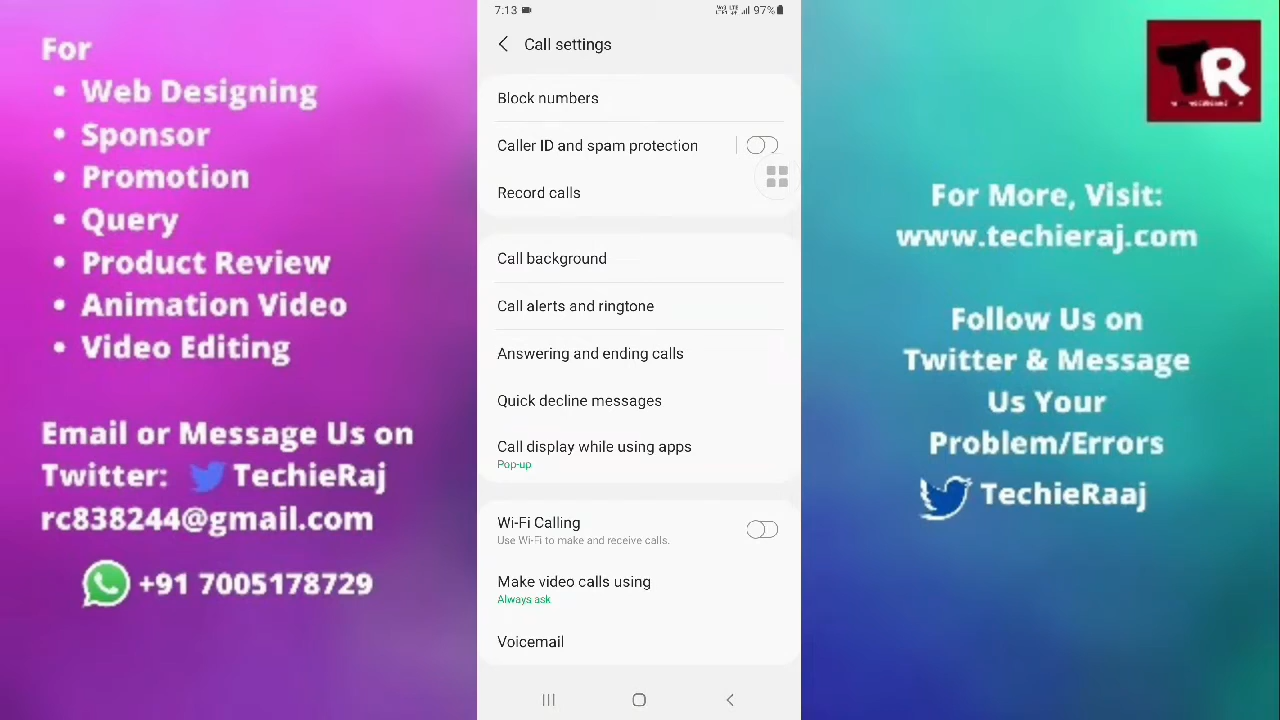 For
• Web Designing
• Sponsor
• Promotion
• Query
• Product Review
• Animation Video
• Video Editing
Email or Message Us on
Twitter: TechieRaj
rc838244@gmail.com
+91 7005178729
7:13
97%
Call settings
Block numbers
Caller ID and spam protection
Record calls
Call background
Call alerts and ringtone
Answering and ending calls
Quick decline messages
Call display while using apps
Pop-up
Wi-Fi Calling
Use Wi-Fi to make and receive calls.
Make video calls using
Always ask
Voicemail
TR
For More, Visit:
www.techieraj.com
Follow Us on
Twitter & Message
Us Your
Problem/Errors
TechieRaaj